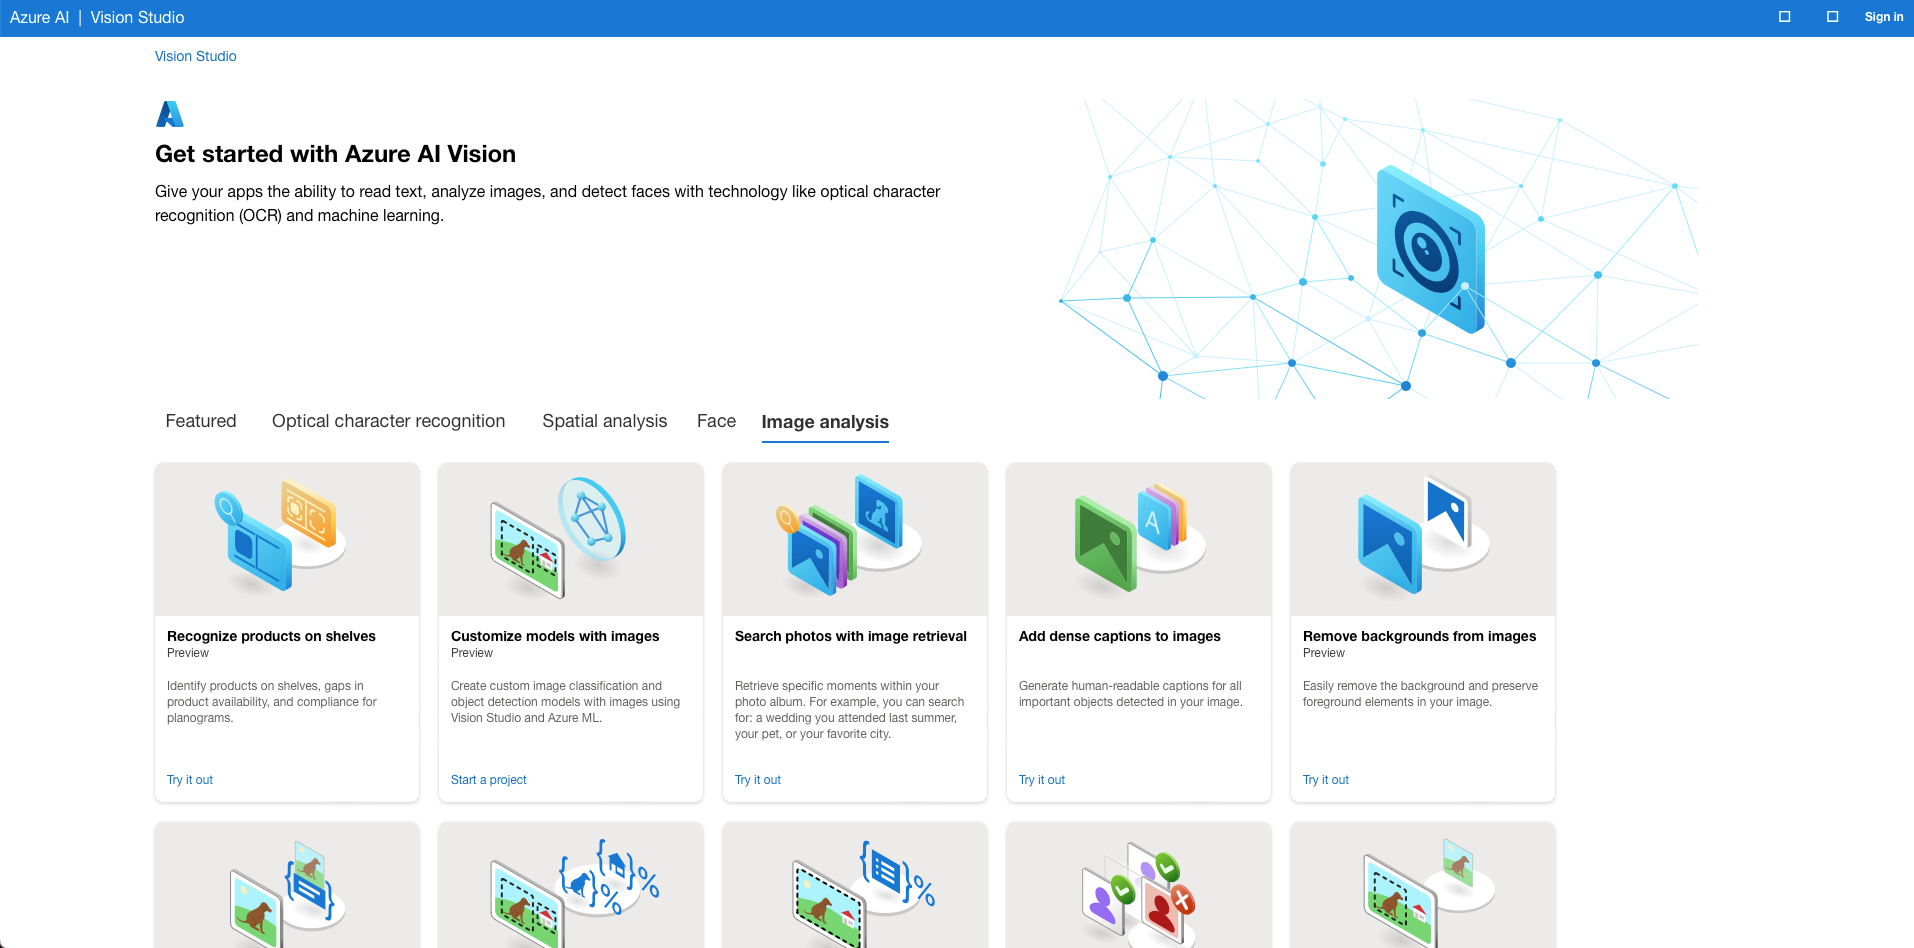 Azure AI | Vision Studio
Sign in
Vision Studio
Get started with Azure AI Vision
Give your apps the ability to read text, analyze images, and detect faces with technology like optical character
recognition (OCR) and machine learning.
Featured
Optical character recognition
Spatial analysis
Face
Image analysis
Recognize products on shelves
Preview
Identify products on shelves, gaps in
product availability, and compliance for
planograms.
Try it out
Customize models with images
Preview
Create custom image classification and
object detection models with images using
Vision Studio and Azure ML.
Start a project
Search photos with image retrieval
Retrieve specific moments within your
photo album. For example, you can search
for: a wedding you attended last summer,
your pet, or your favorite city.
Try it out
A
Add dense captions to images
Generate human-readable captions for all
important objects detected in your image.
Try it out
Remove backgrounds from images
Preview
Easily remove the background and preserve
foreground elements in your image.
Try it out